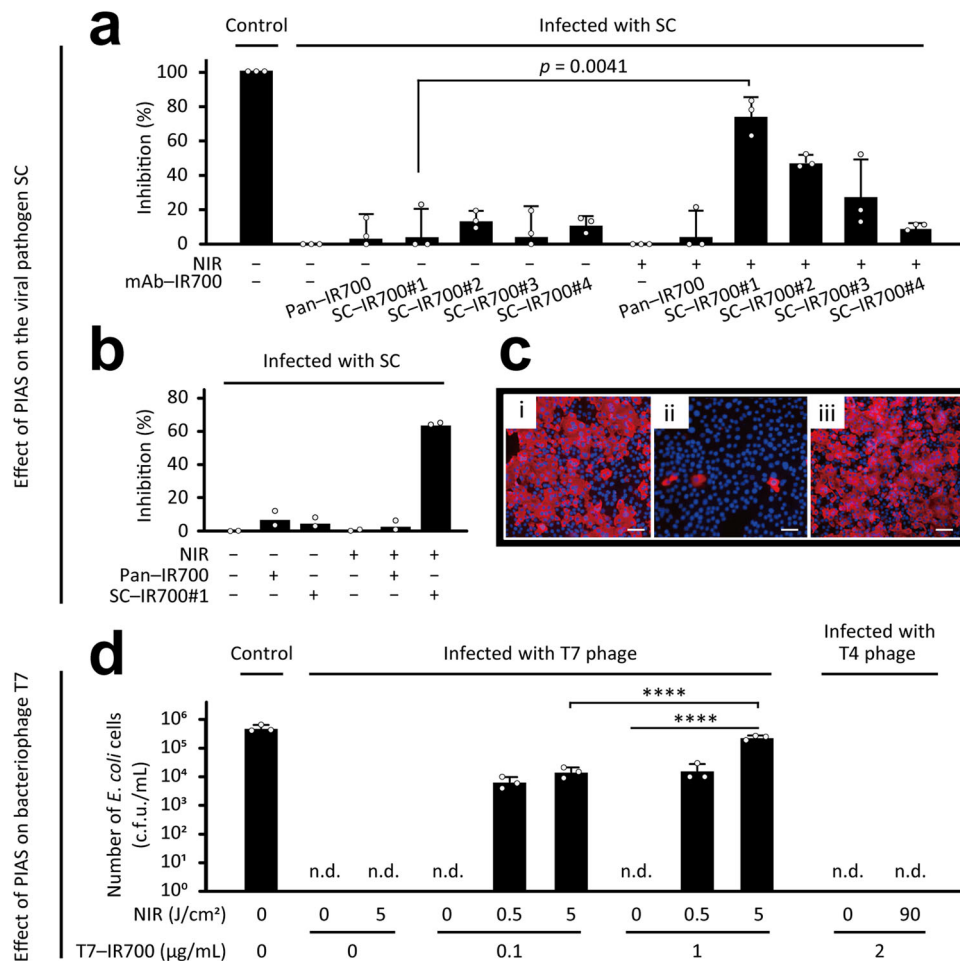 Effect of PIAS on the viral pathogen SC
a
Control
Infected with SC
p = 0.0041
Inhibition (%)
100
80
60
40
20
0
NIR – – – – – – – + + + + + +
mAb–IR700 – – Pan–IR700 SC–IR700#1 SC–IR700#2 SC–IR700#3 SC–IR700#4 – Pan–IR700 SC–IR700#1 SC–IR700#2 SC–IR700#3 SC–IR700#4
b
Infected with SC
Inhibition (%)
80
60
40
20
0
NIR – – – + + +
Pan–IR700 – + – – + –
SC–IR700#1 – – + – – +
c
i ii iii
Effect of PIAS on bacteriophage T7
d
Control
Infected with T7 phage
Infected with
T4 phage
**** 
****
Number of E. coli cells
(c.f.u./mL)
10⁶
10⁵
10⁴
10³
10²
10¹
10⁰
n.d. n.d. n.d. n.d. n.d. n.d.
NIR (J/cm²) 0 0 5 0 0.5 5 0 0.5 5 0 90
T7–IR700 (μg/mL) 0 0 0.1 1 2